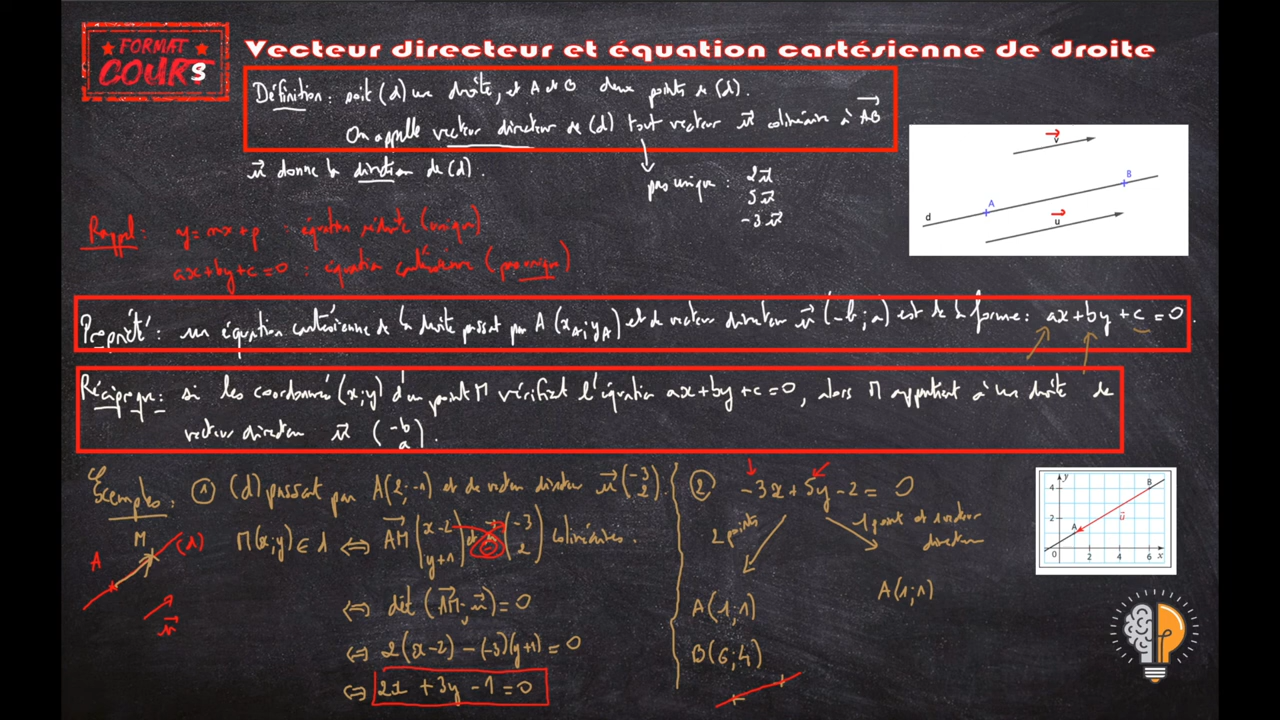 FORMAT
COURS
Vecteur directeur et équation cartésienne de droite
Définition : soit (d) une droite, et A et B deux points de (d).
On appelle vecteur directeur de (d) tout vecteur u⃗ colinéaire à AB⃗
u⃗ donne la direction de (d).
pas unique : 2u⃗
5u⃗
-3u⃗
v⃗
B
A
d
u⃗
Rappel : y = mx + p : équation réduite (unique)
ax + by + c = 0 : équation cartésienne (pas unique)
Propriété : une équation cartésienne de la droite passant par A (xA ; yA) et de vecteur directeur u⃗ (-b ; a) est de la forme : ax + by + c = 0.
Réciproque : si les coordonnées (x ; y) d'un point M vérifient l'équation ax + by + c = 0, alors M appartient à une droite de
vecteur directeur u⃗ (-b a).
Exemples : ① (d) passant par A(2 ; -1) et de vecteur directeur u⃗ (-3 2).
M(x ; y) ∈ d ⇔ AM⃗ (x-2 y+1) et u⃗ (-3 2) colinéaires.
⇔ dét (AM⃗ ; u⃗) = 0
⇔ 2(x-2) - (-3)(y+1) = 0
⇔ 2x + 3y - 1 = 0
A
M
(d)
u⃗
② -3x + 5y - 2 = 0
2 points
1 point et 1 vecteur
directeur
A(1 ; 1)
B(6 ; 4)
A(1 ; 1)
y
4
2
0
2
4
6
x
A
B
u⃗